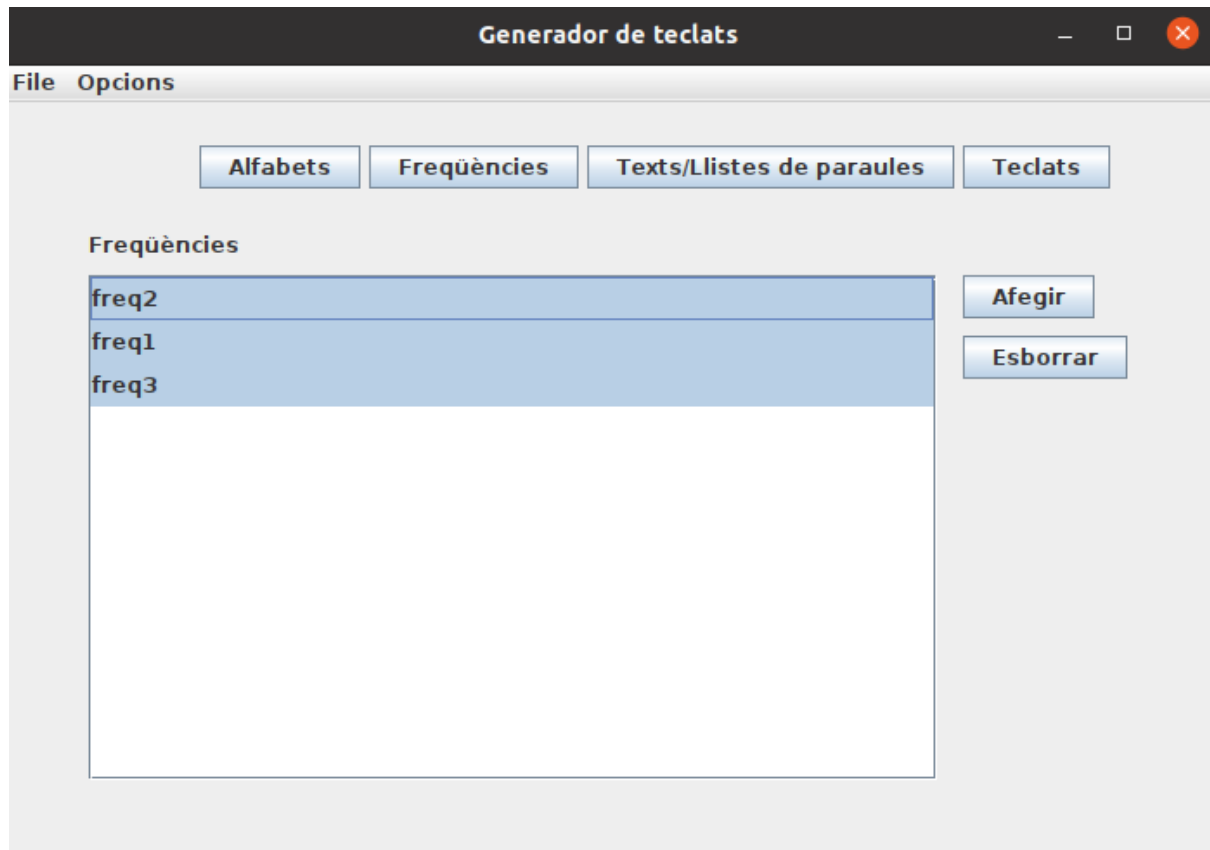 Generador de teclats
File Opcions
Alfabets Freqüències Texts/Llistes de paraules Teclats
Freqüències
freq2
freq1
freq3
Afegir
Esborrar